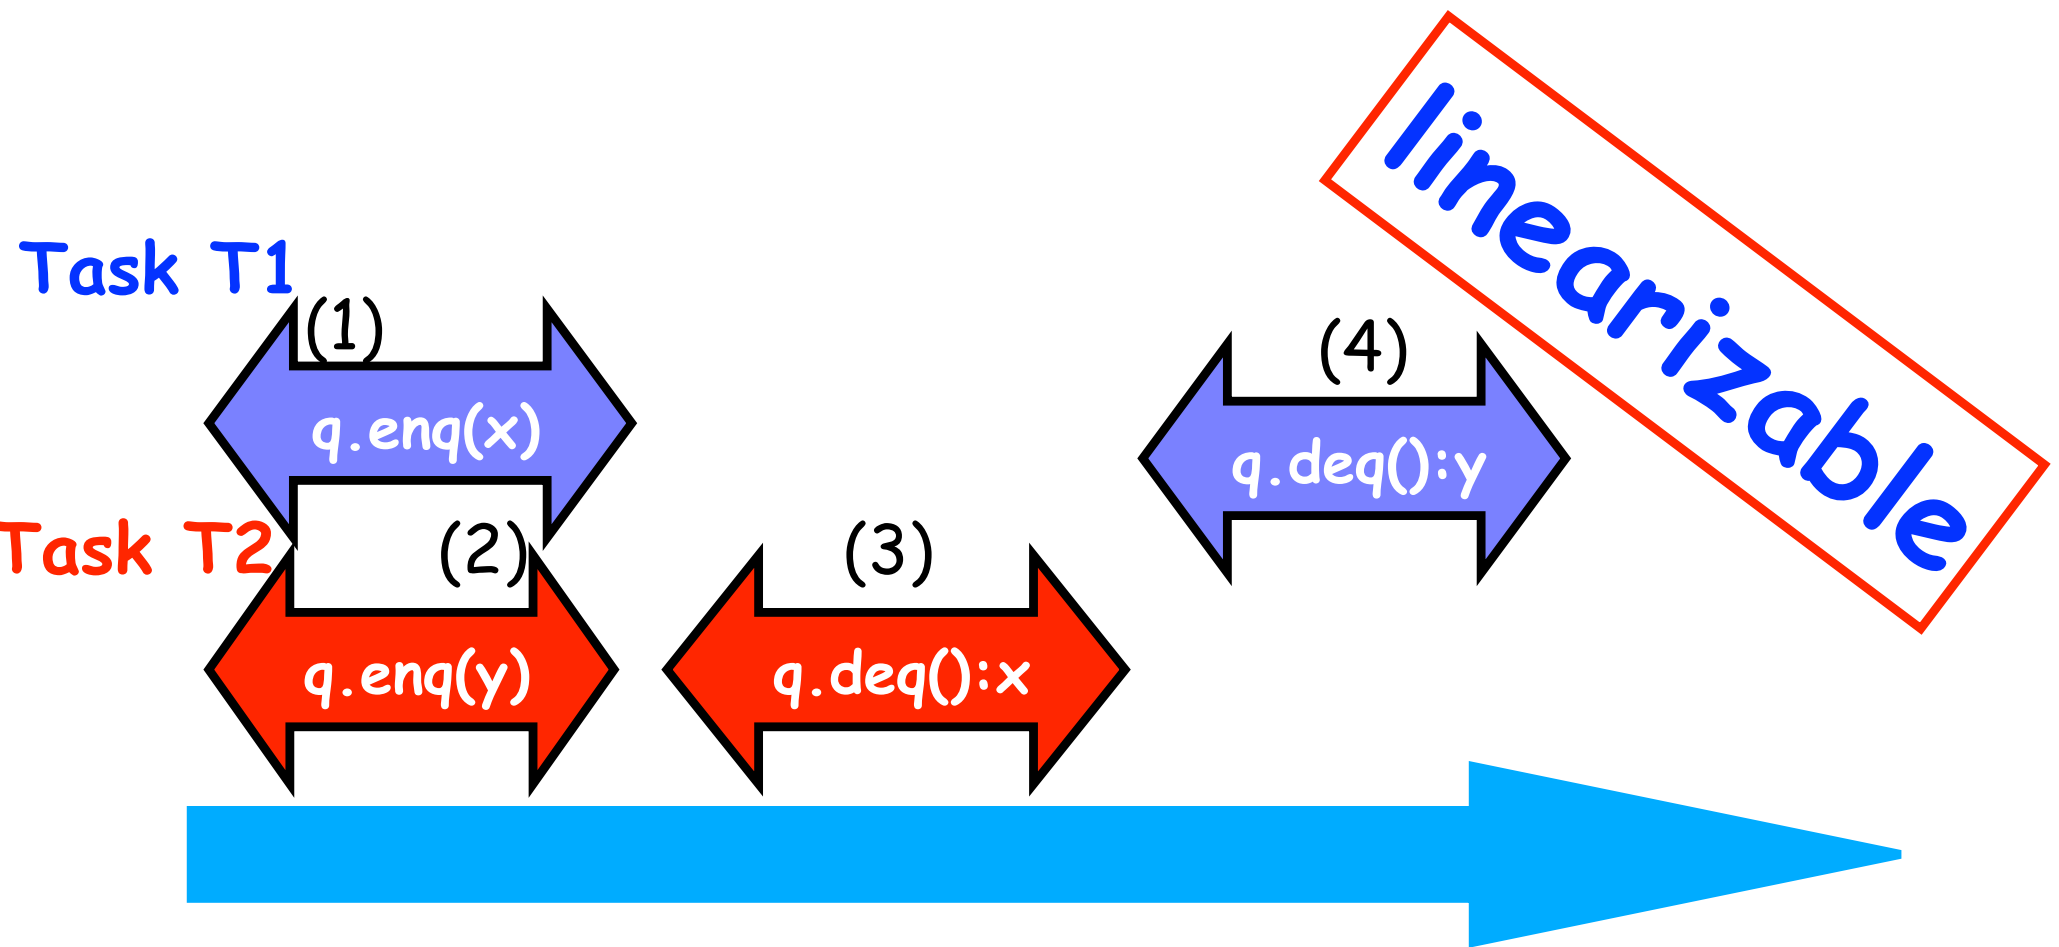 linearizable
Task T1
(1)
(4)
q.enq(x)
q.deq():y
Task T2
(2)
(3)
q.enq(y)
q.deq():x